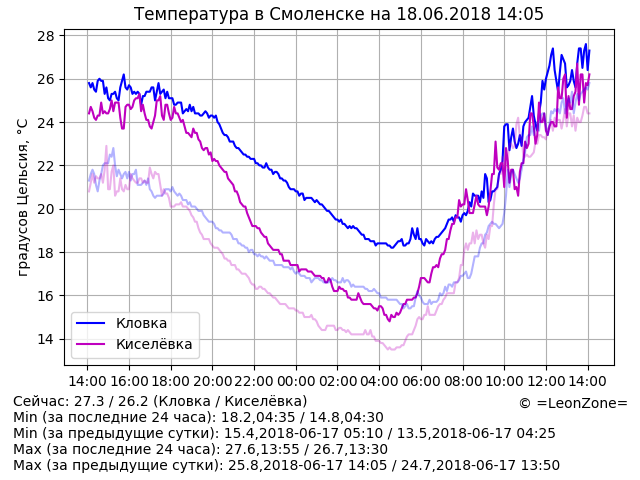 Температура в Смоленске на 18.06.2018 14:05
градусов Цельсия, °C
28
26
24
22
20
18
16
14
Кловка
Киселёвка
14:00 16:00 18:00 20:00 22:00 00:00 02:00 04:00 06:00 08:00 10:00 12:00 14:00
Сейчас: 27.3 / 26.2 (Кловка / Киселёвка)
© =LeonZone=
Min (за последние 24 часа): 18.2,04:35 / 14.8,04:30
Min (за предыдущие сутки): 15.4,2018-06-17 05:10 / 13.5,2018-06-17 04:25
Max (за последние 24 часа): 27.6,13:55 / 26.7,13:30
Max (за предыдущие сутки): 25.8,2018-06-17 14:05 / 24.7,2018-06-17 13:50